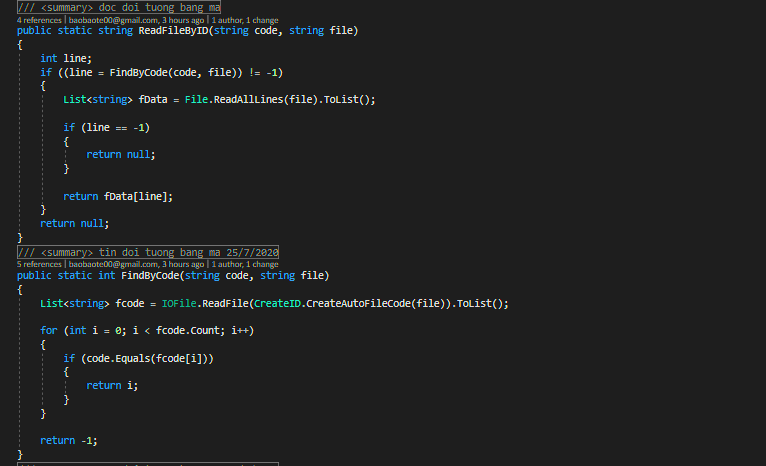 /// <summary> doc doi tuong bang ma
4 references | baobaote00@gmail.com, 3 hours ago | 1 author, 1 change
public static string ReadFileByID(string code, string file)
{
    int line;
    if ((line = FindByCode(code, file)) != -1)
    {
        List<string> fData = File.ReadAllLines(file).ToList();

        if (line == -1)
        {
            return null;
        }

        return fData[line];
    }
    return null;
}
/// <summary> tin doi tuong bang ma 25/7/2020
5 references | baobaote00@gmail.com, 3 hours ago | 1 author, 1 change
public static int FindByCode(string code, string file)
{
    List<string> fcode = IOFile.ReadFile(CreateID.CreateAutoFileCode(file)).ToList();

    for (int i = 0; i < fcode.Count; i++)
    {
        if (code.Equals(fcode[i]))
        {
            return i;
        }
    }

    return -1;
}